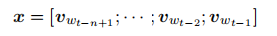 x = [v_{w_{t−n+1}}; ⋯ ; v_{w_{t−2}}; v_{w_{t−1}}]